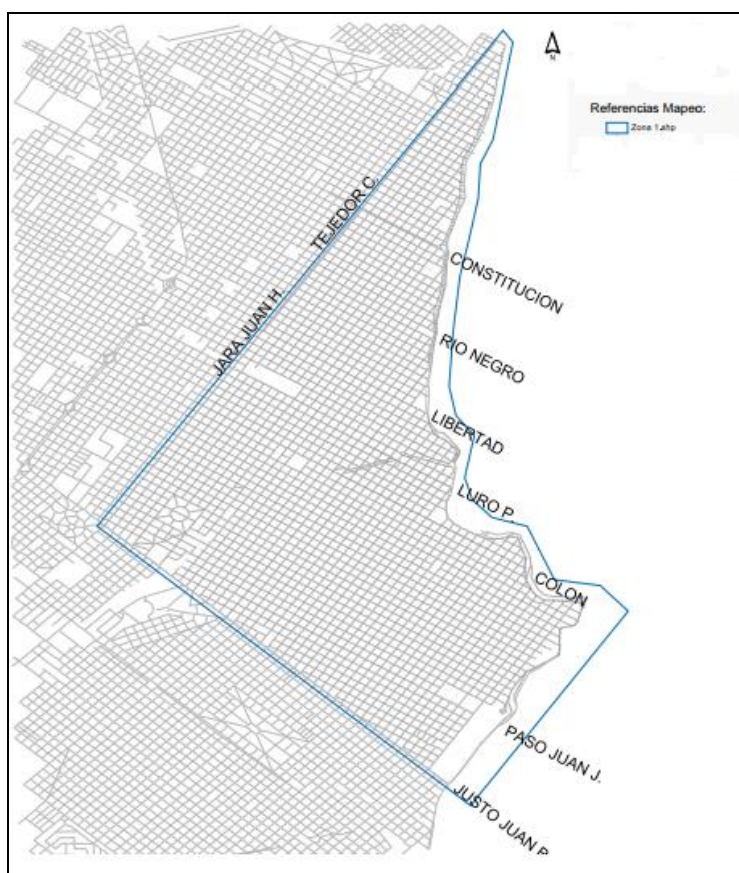 N
Referencias Mapeo:
Zona 1.shp
TEJEDOR C.
CONSTITUCION
JARA JUAN H.
RIO NEGRO
LIBERTAD
LURO P.
COLON
PASO JUAN J.
JUSTO JUAN B